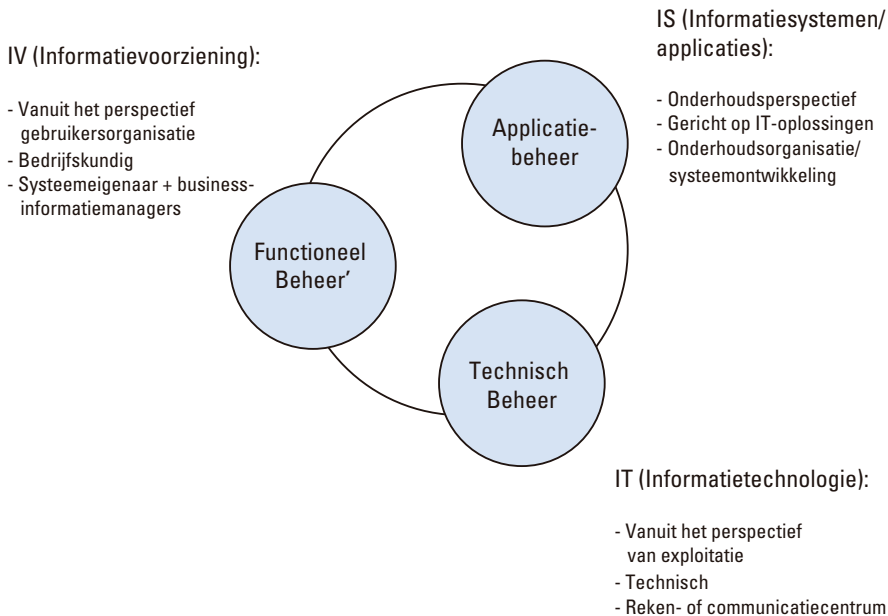 IV (Informatievoorziening):
- Vanuit het perspectief
gebruikersorganisatie
- Bedrijfskundig
- Systeemeigenaar + business-
informatiemanagers
IS (Informatiesystemen/
applicaties):
- Onderhoudsperspectief
- Gericht op IT-oplossingen
- Onderhoudsorganisatie/
systeemontwikkeling
Applicatie-
beheer
Functioneel
Beheer’
Technisch
Beheer
IT (Informatietechnologie):
- Vanuit het perspectief
van exploitatie
- Technisch
- Reken- of communicatiecentrum